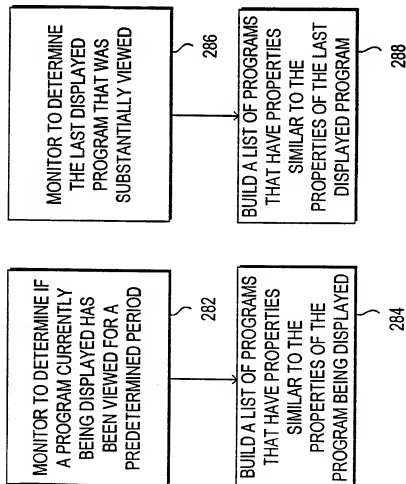 MONITOR TO DETERMINE IF
A PROGRAM CURRENTLY
BEING DISPLAYED HAS
BEEN VIEWED FOR A
PREDETERMINED PERIOD
282
BUILD A LIST OF PROGRAMS
THAT HAVE PROPERTIES
SIMILAR TO THE
PROPERTIES OF THE
PROGRAM BEING DISPLAYED
284
MONITOR TO DETERMINE
THE LAST DISPLAYED
PROGRAM THAT WAS
SUBSTANTIALLY VIEWED
286
BUILD A LIST OF PROGRAMS
THAT HAVE PROPERTIES
SIMILAR TO THE
PROPERTIES OF THE LAST
DISPLAYED PROGRAM
288